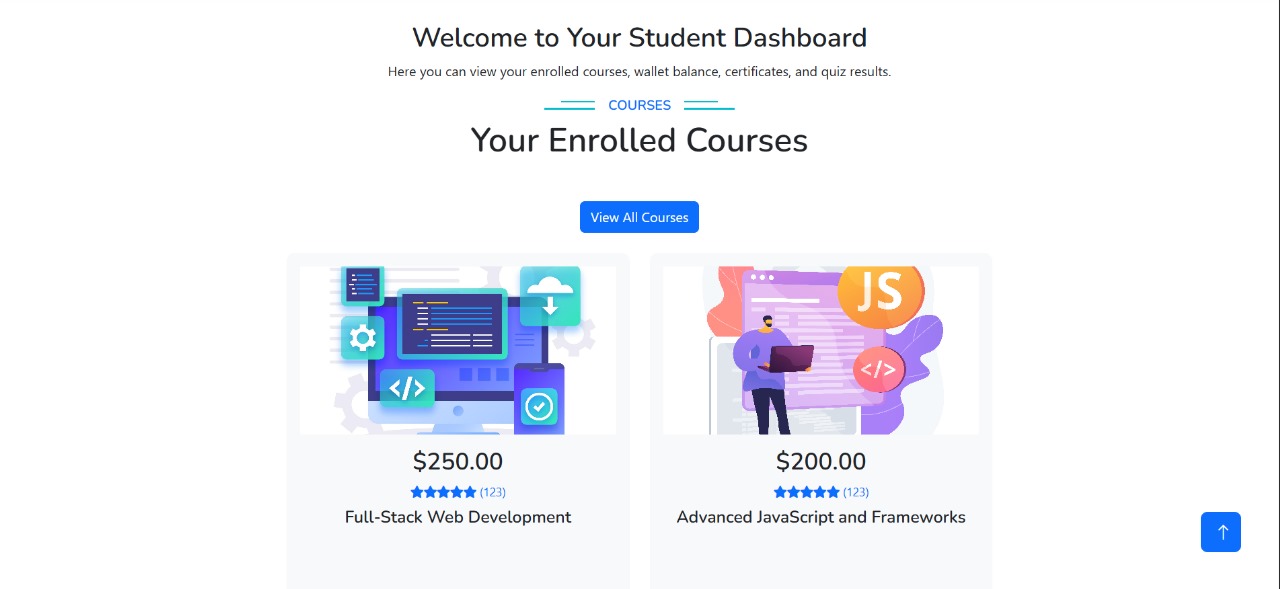 Welcome to Your Student Dashboard
Here you can view your enrolled courses, wallet balance, certificates, and quiz results.
COURSES
Your Enrolled Courses
View All Courses
</>
JS
</>
$250.00
(123)
Full-Stack Web Development
$200.00
(123)
Advanced JavaScript and Frameworks